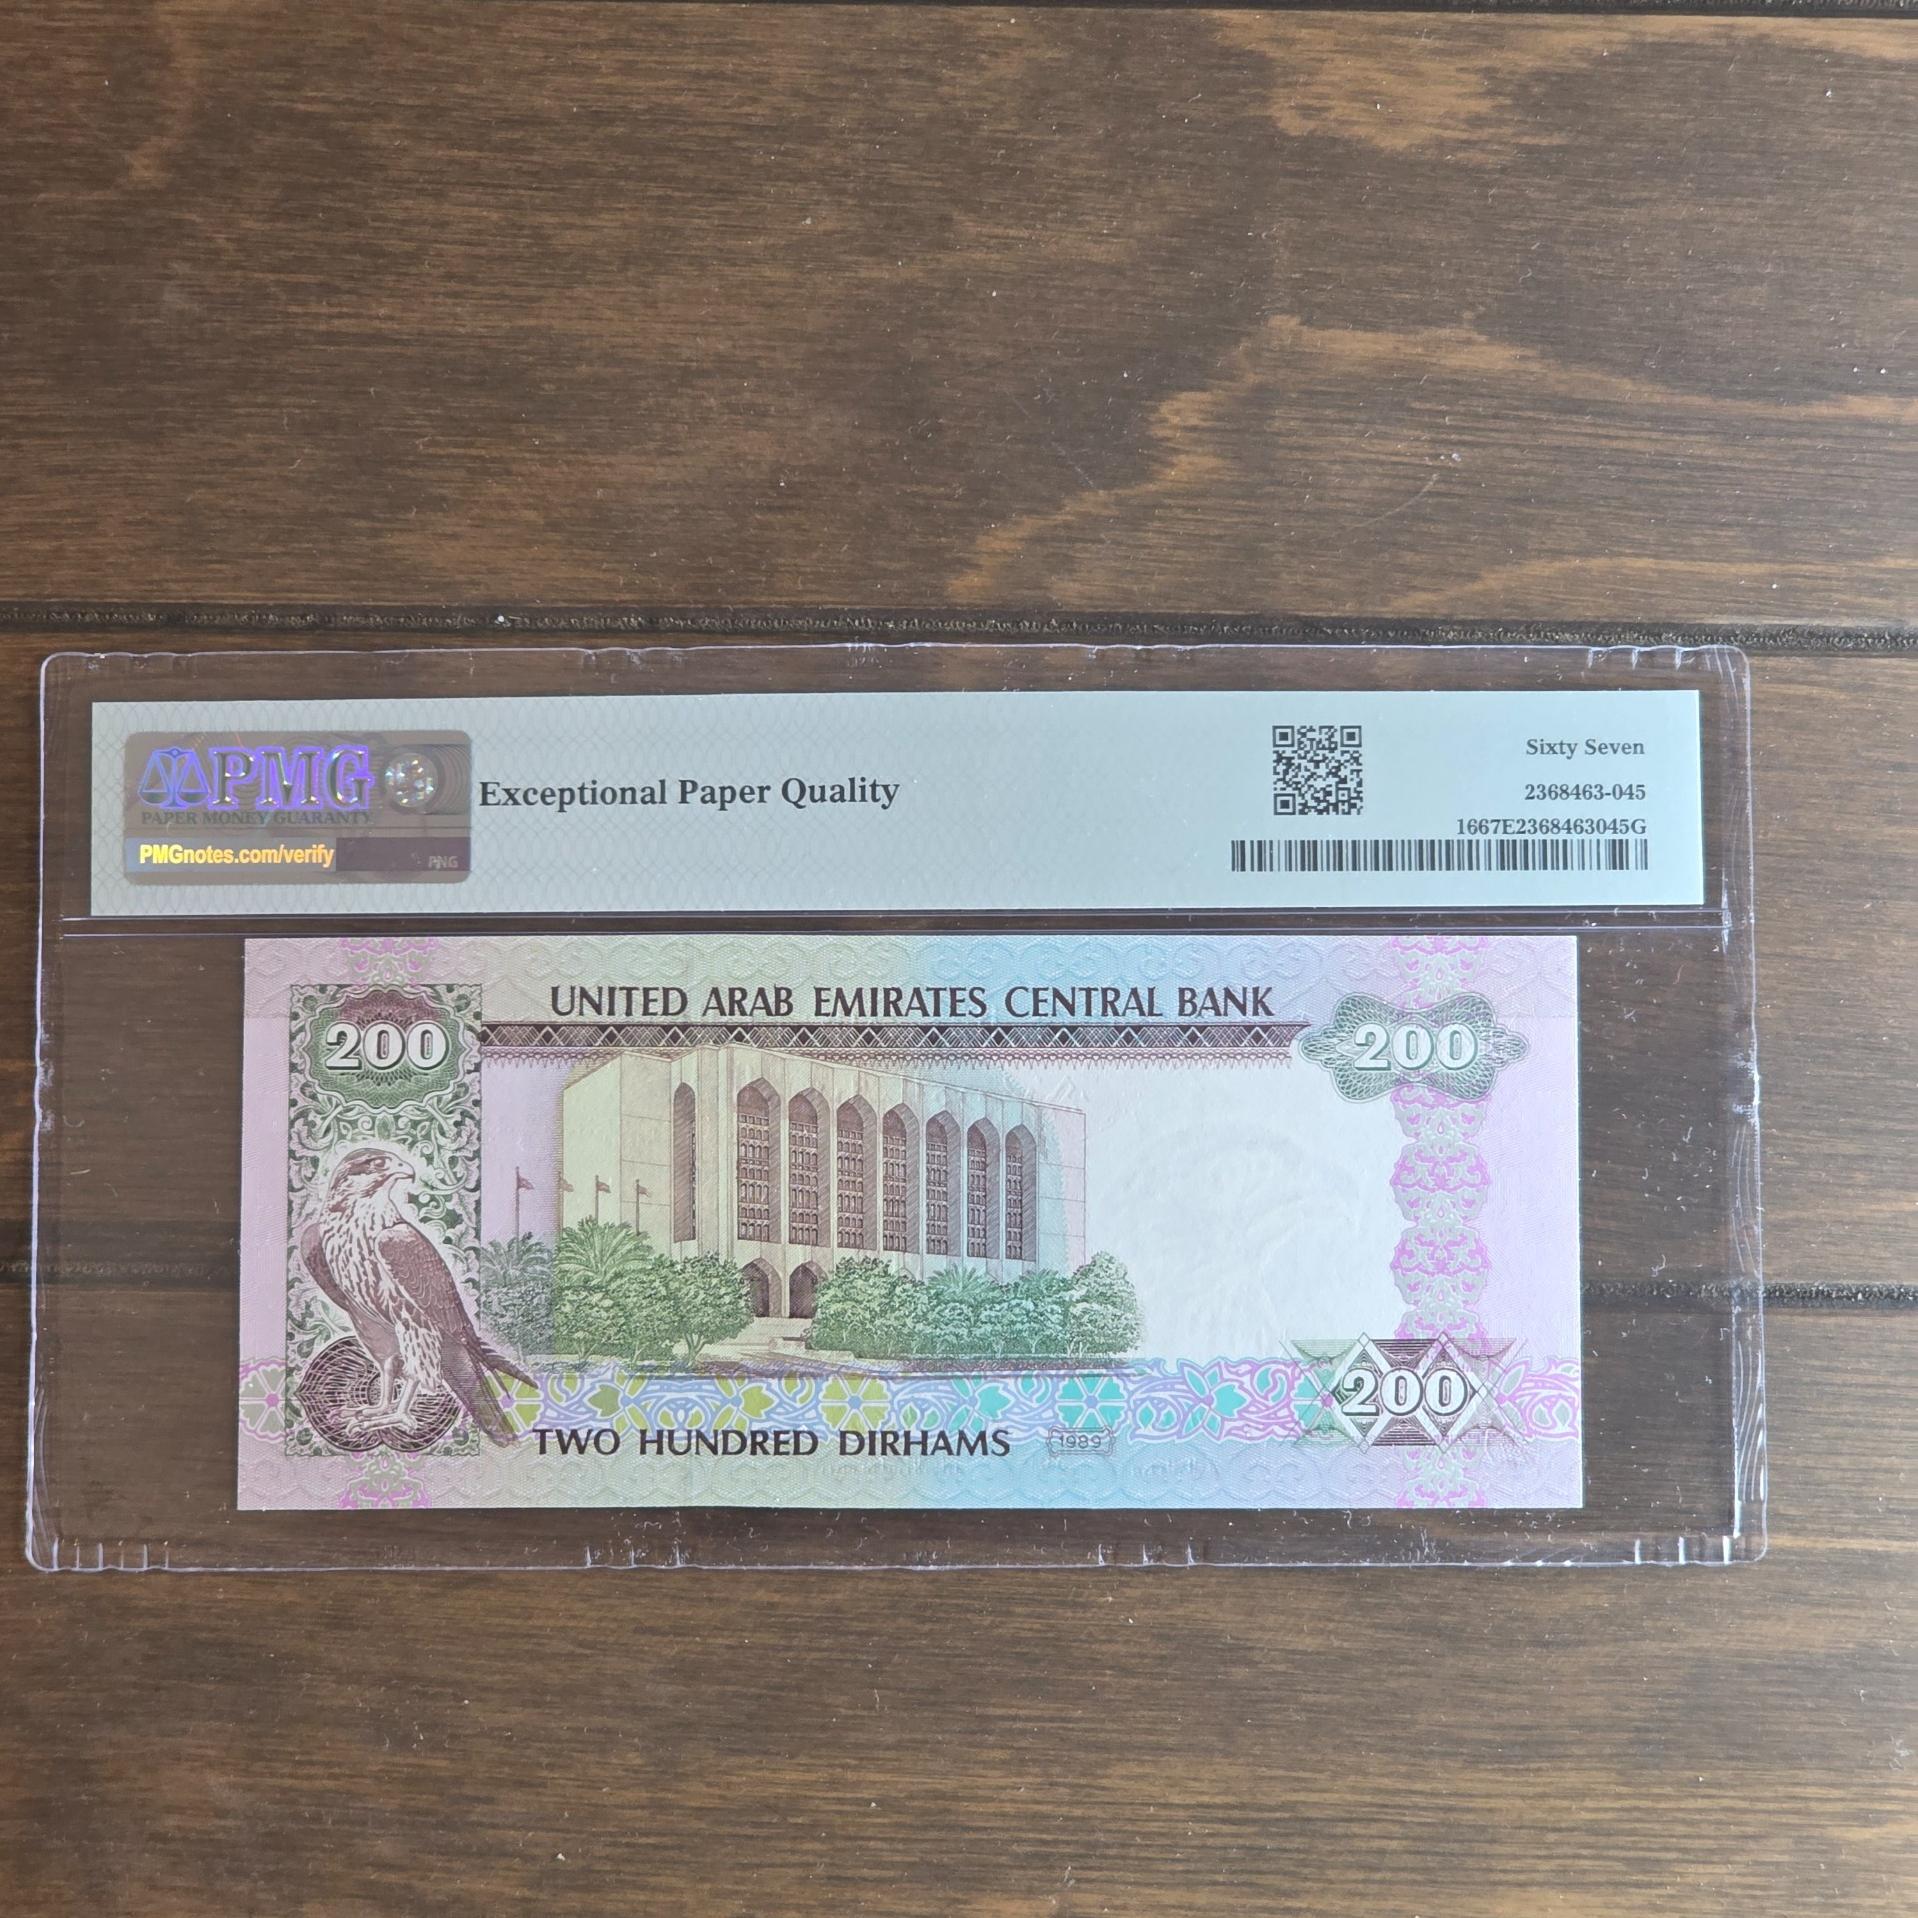 PMG
PAPER MONEY GUARANTY
PMGnotes.com/verify
PNG
Exceptional Paper Quality
Sixty Seven
2368463-045
1667E2368463045G
UNITED ARAB EMIRATES CENTRAL BANK
200
200
200
TWO HUNDRED DIRHAMS
1989